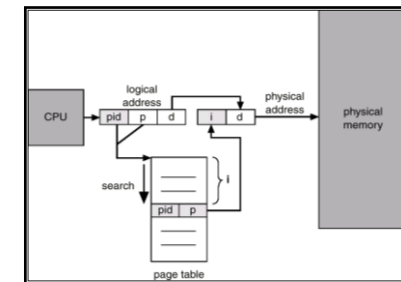 logical
address
physical
address
CPU
pid p d
i d
physical
memory
search
i
pid p
page table